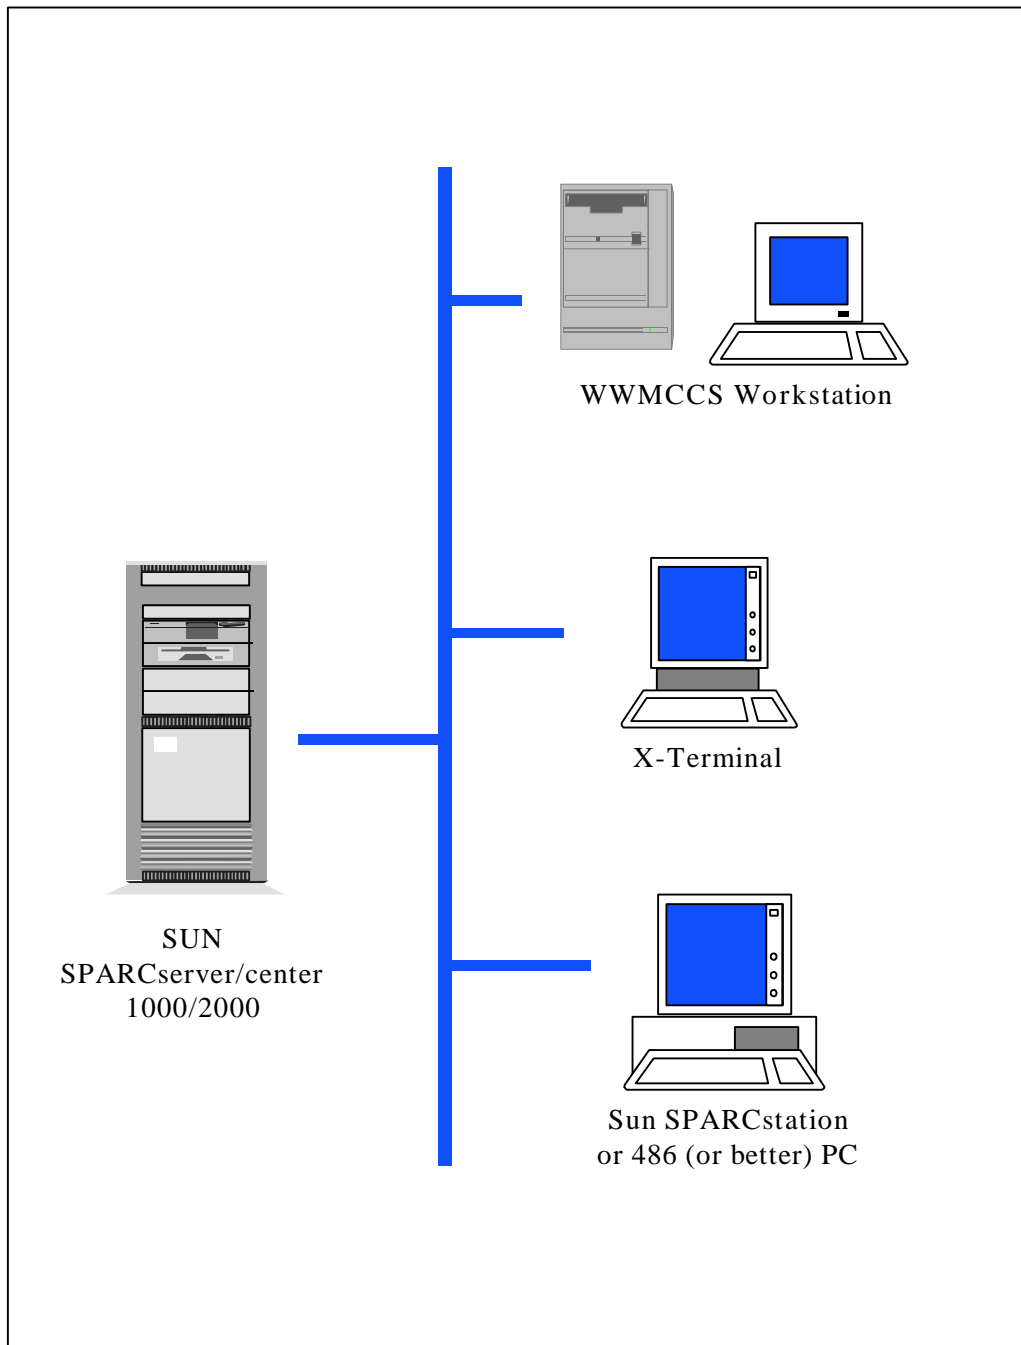 WWMCCS Workstation
X-Terminal
SUN
SPARCserver/center
1000/2000
Sun SPARCstation
or 486 (or better) PC